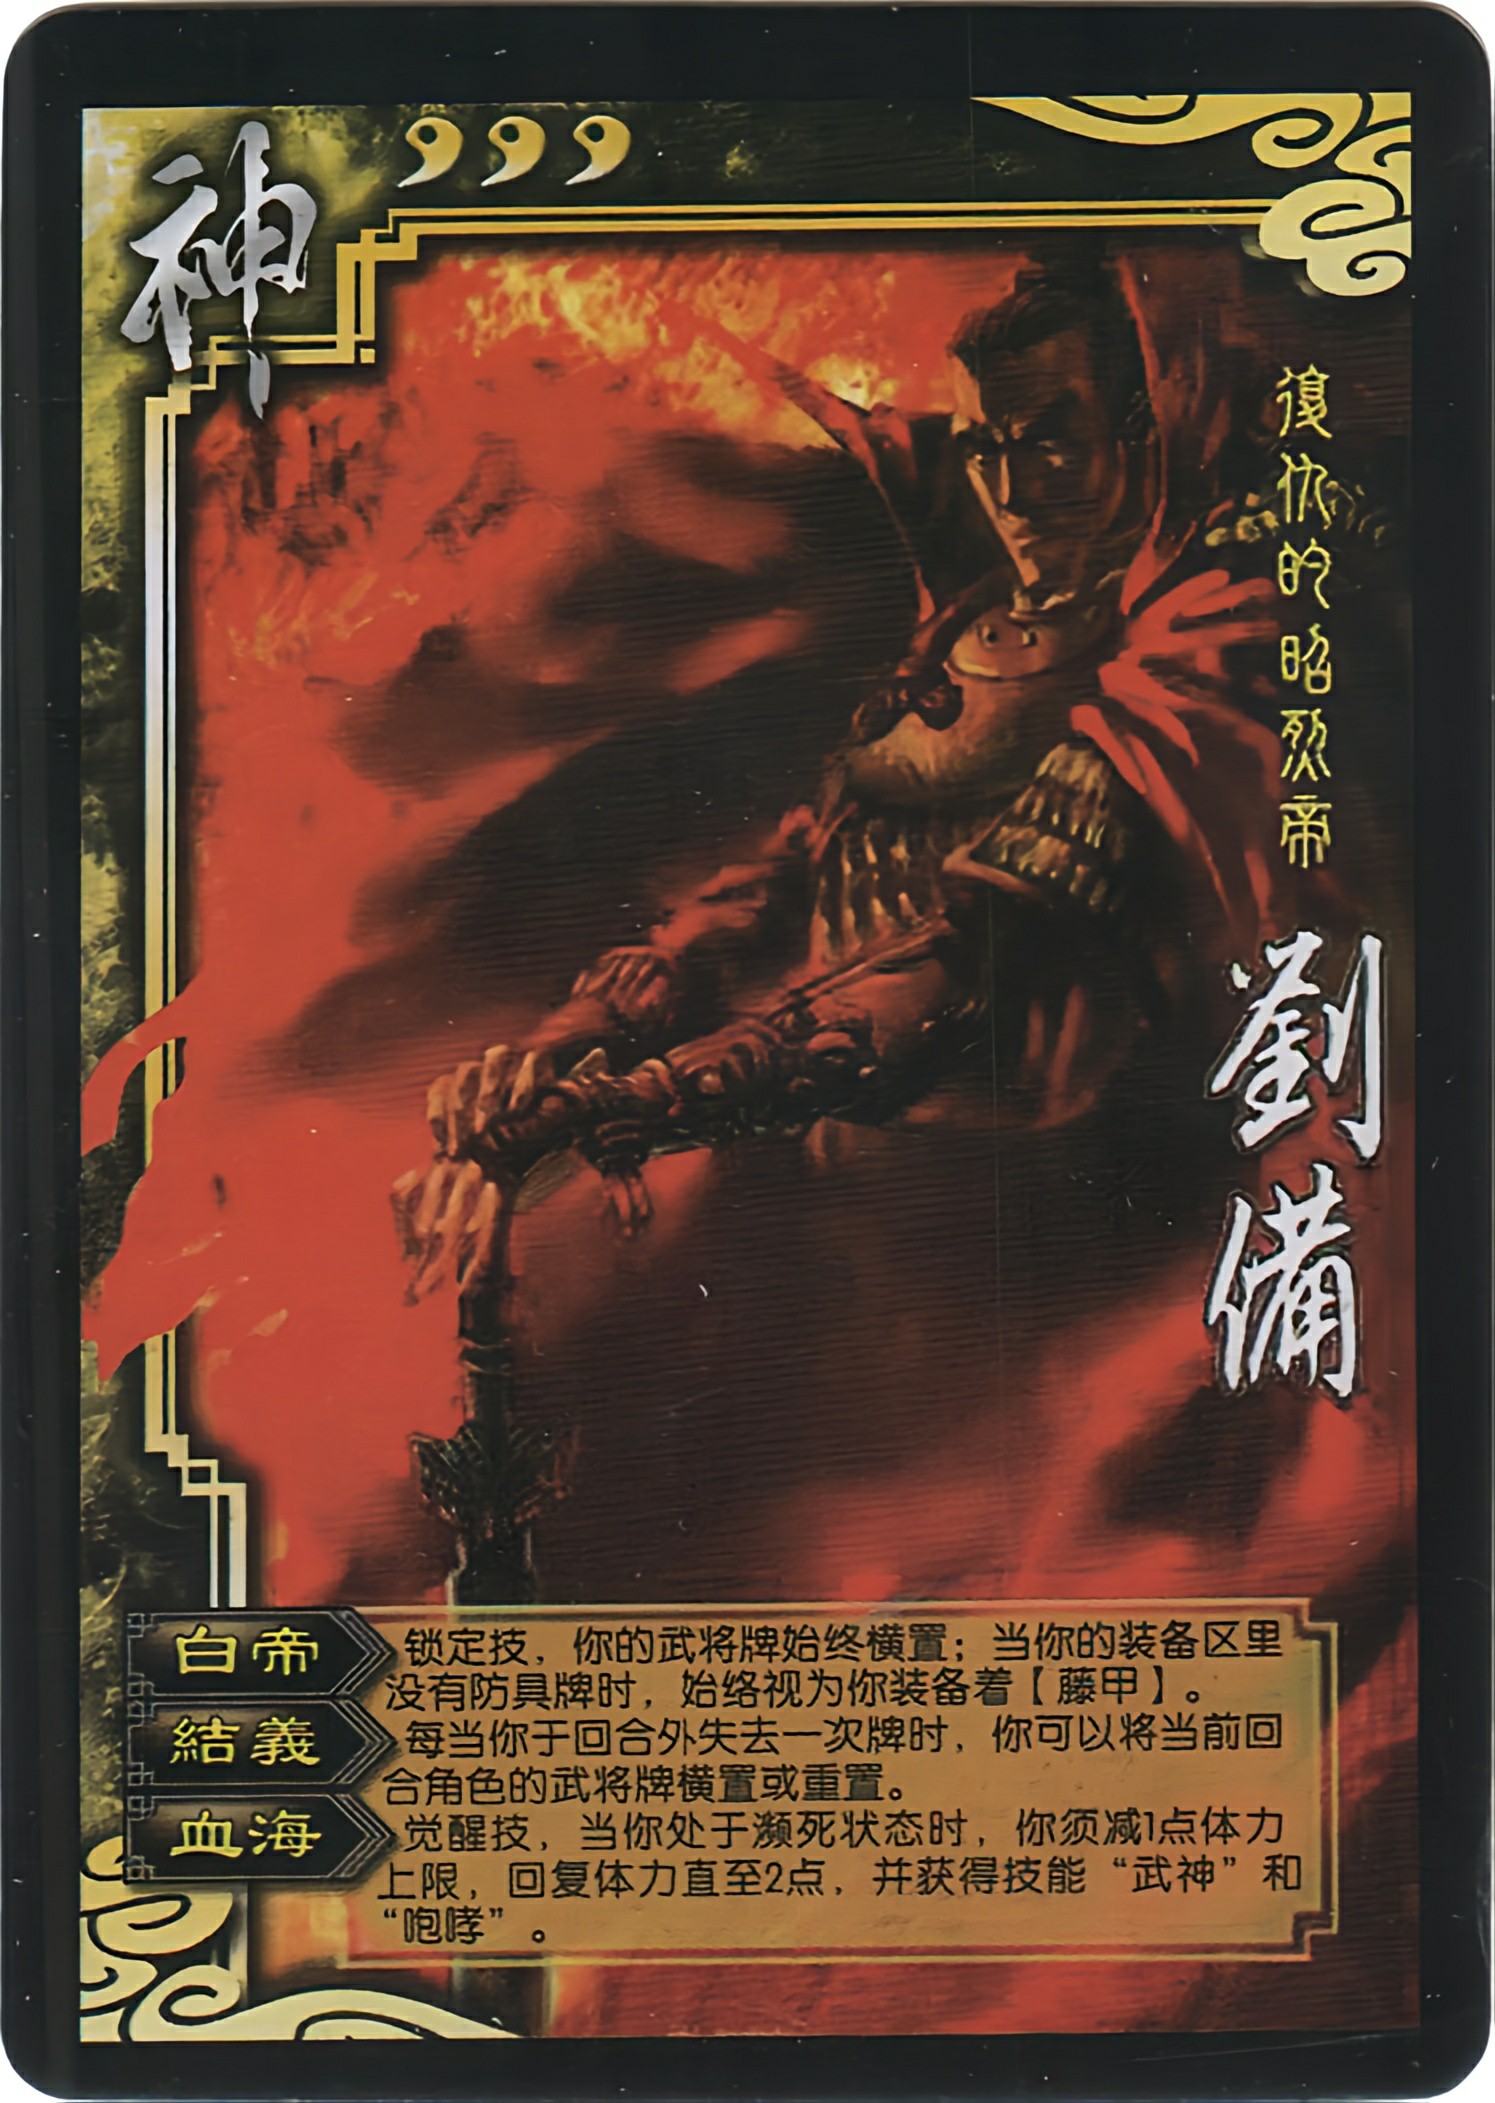 神
復仇的昭烈帝
劉備
白帝
锁定技，你的武将牌始终横置；当你的装备区里
没有防具牌时，始络视为你装备着【藤甲】。
結義
每当你于回合外失去一次牌时，你可以将当前回
合角色的武将牌横置或重置。
血海
觉醒技，当你处于濒死状态时，你须减1点体力
上限，回复体力直至2点，并获得技能“武神”和
“咆哮”。